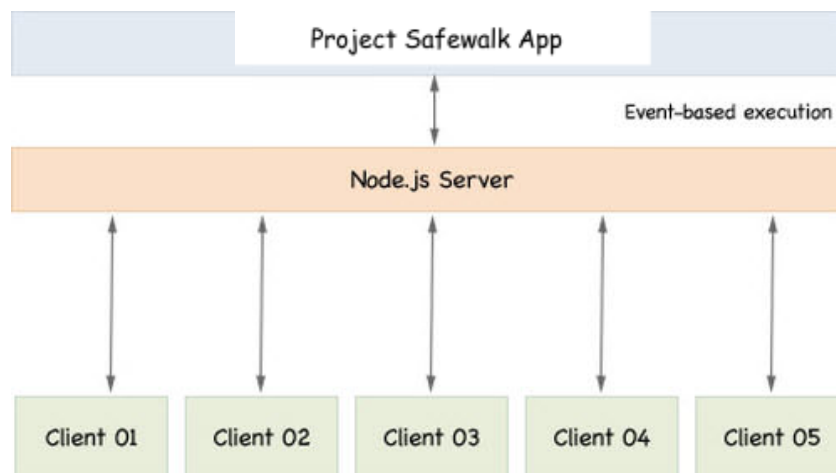 Project Safewalk App
Event-based execution
Node.js Server
Client 01
Client 02
Client 03
Client 04
Client 05